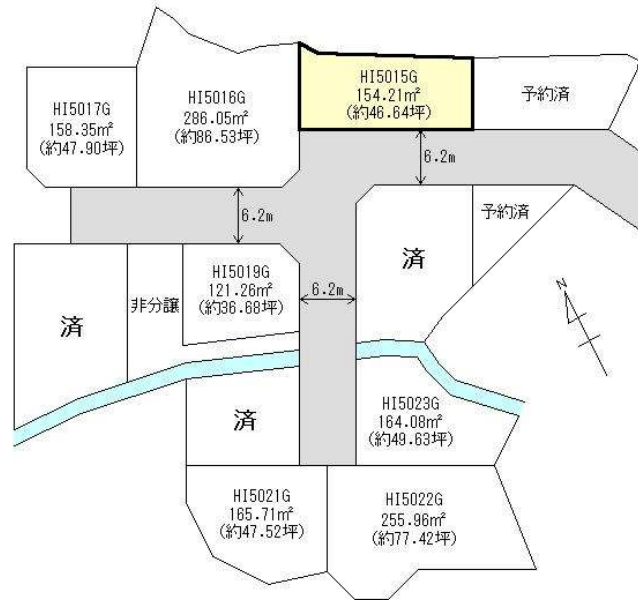 HI5015G
154.21m²
(約46.64坪)
HI5016G
286.05m²
(約86.53坪)
HI5017G
158.35m²
(約47.90坪)
予約済
6.2m
6.2m
予約済
済
HI5019G
121.26m²
(約36.68坪)
非分譲
済
6.2m
N
済
HI5023G
164.08m²
(約49.63坪)
HI5021G
165.71m²
(約47.52坪)
HI5022G
255.96m²
(約77.42坪)